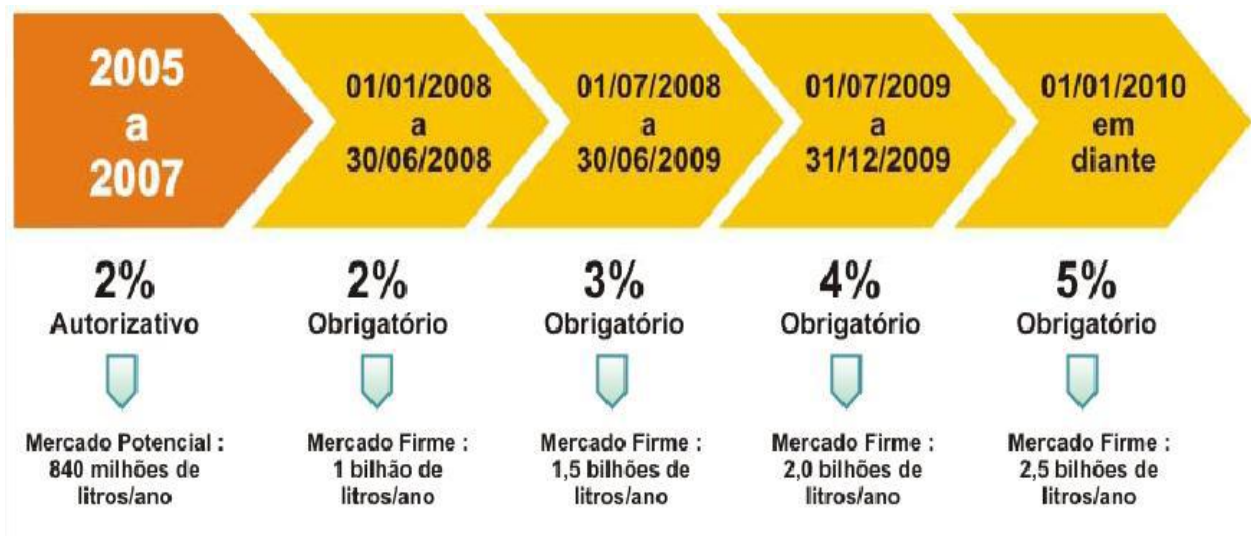 2005
a
2007
01/01/2008
a
30/06/2008
01/07/2008
a
30/06/2009
01/07/2009
a
31/12/2009
01/01/2010
em
diante
2%
Autorizativo
2%
Obrigatório
3%
Obrigatório
4%
Obrigatório
5%
Obrigatório
Mercado Potencial :
840 milhões de
litros/ano
Mercado Firme :
1 bilhão de
litros/ano
Mercado Firme :
1,5 bilhões de
litros/ano
Mercado Firme :
2,0 bilhões de
litros/ano
Mercado Firme :
2,5 bilhões de
litros/ano